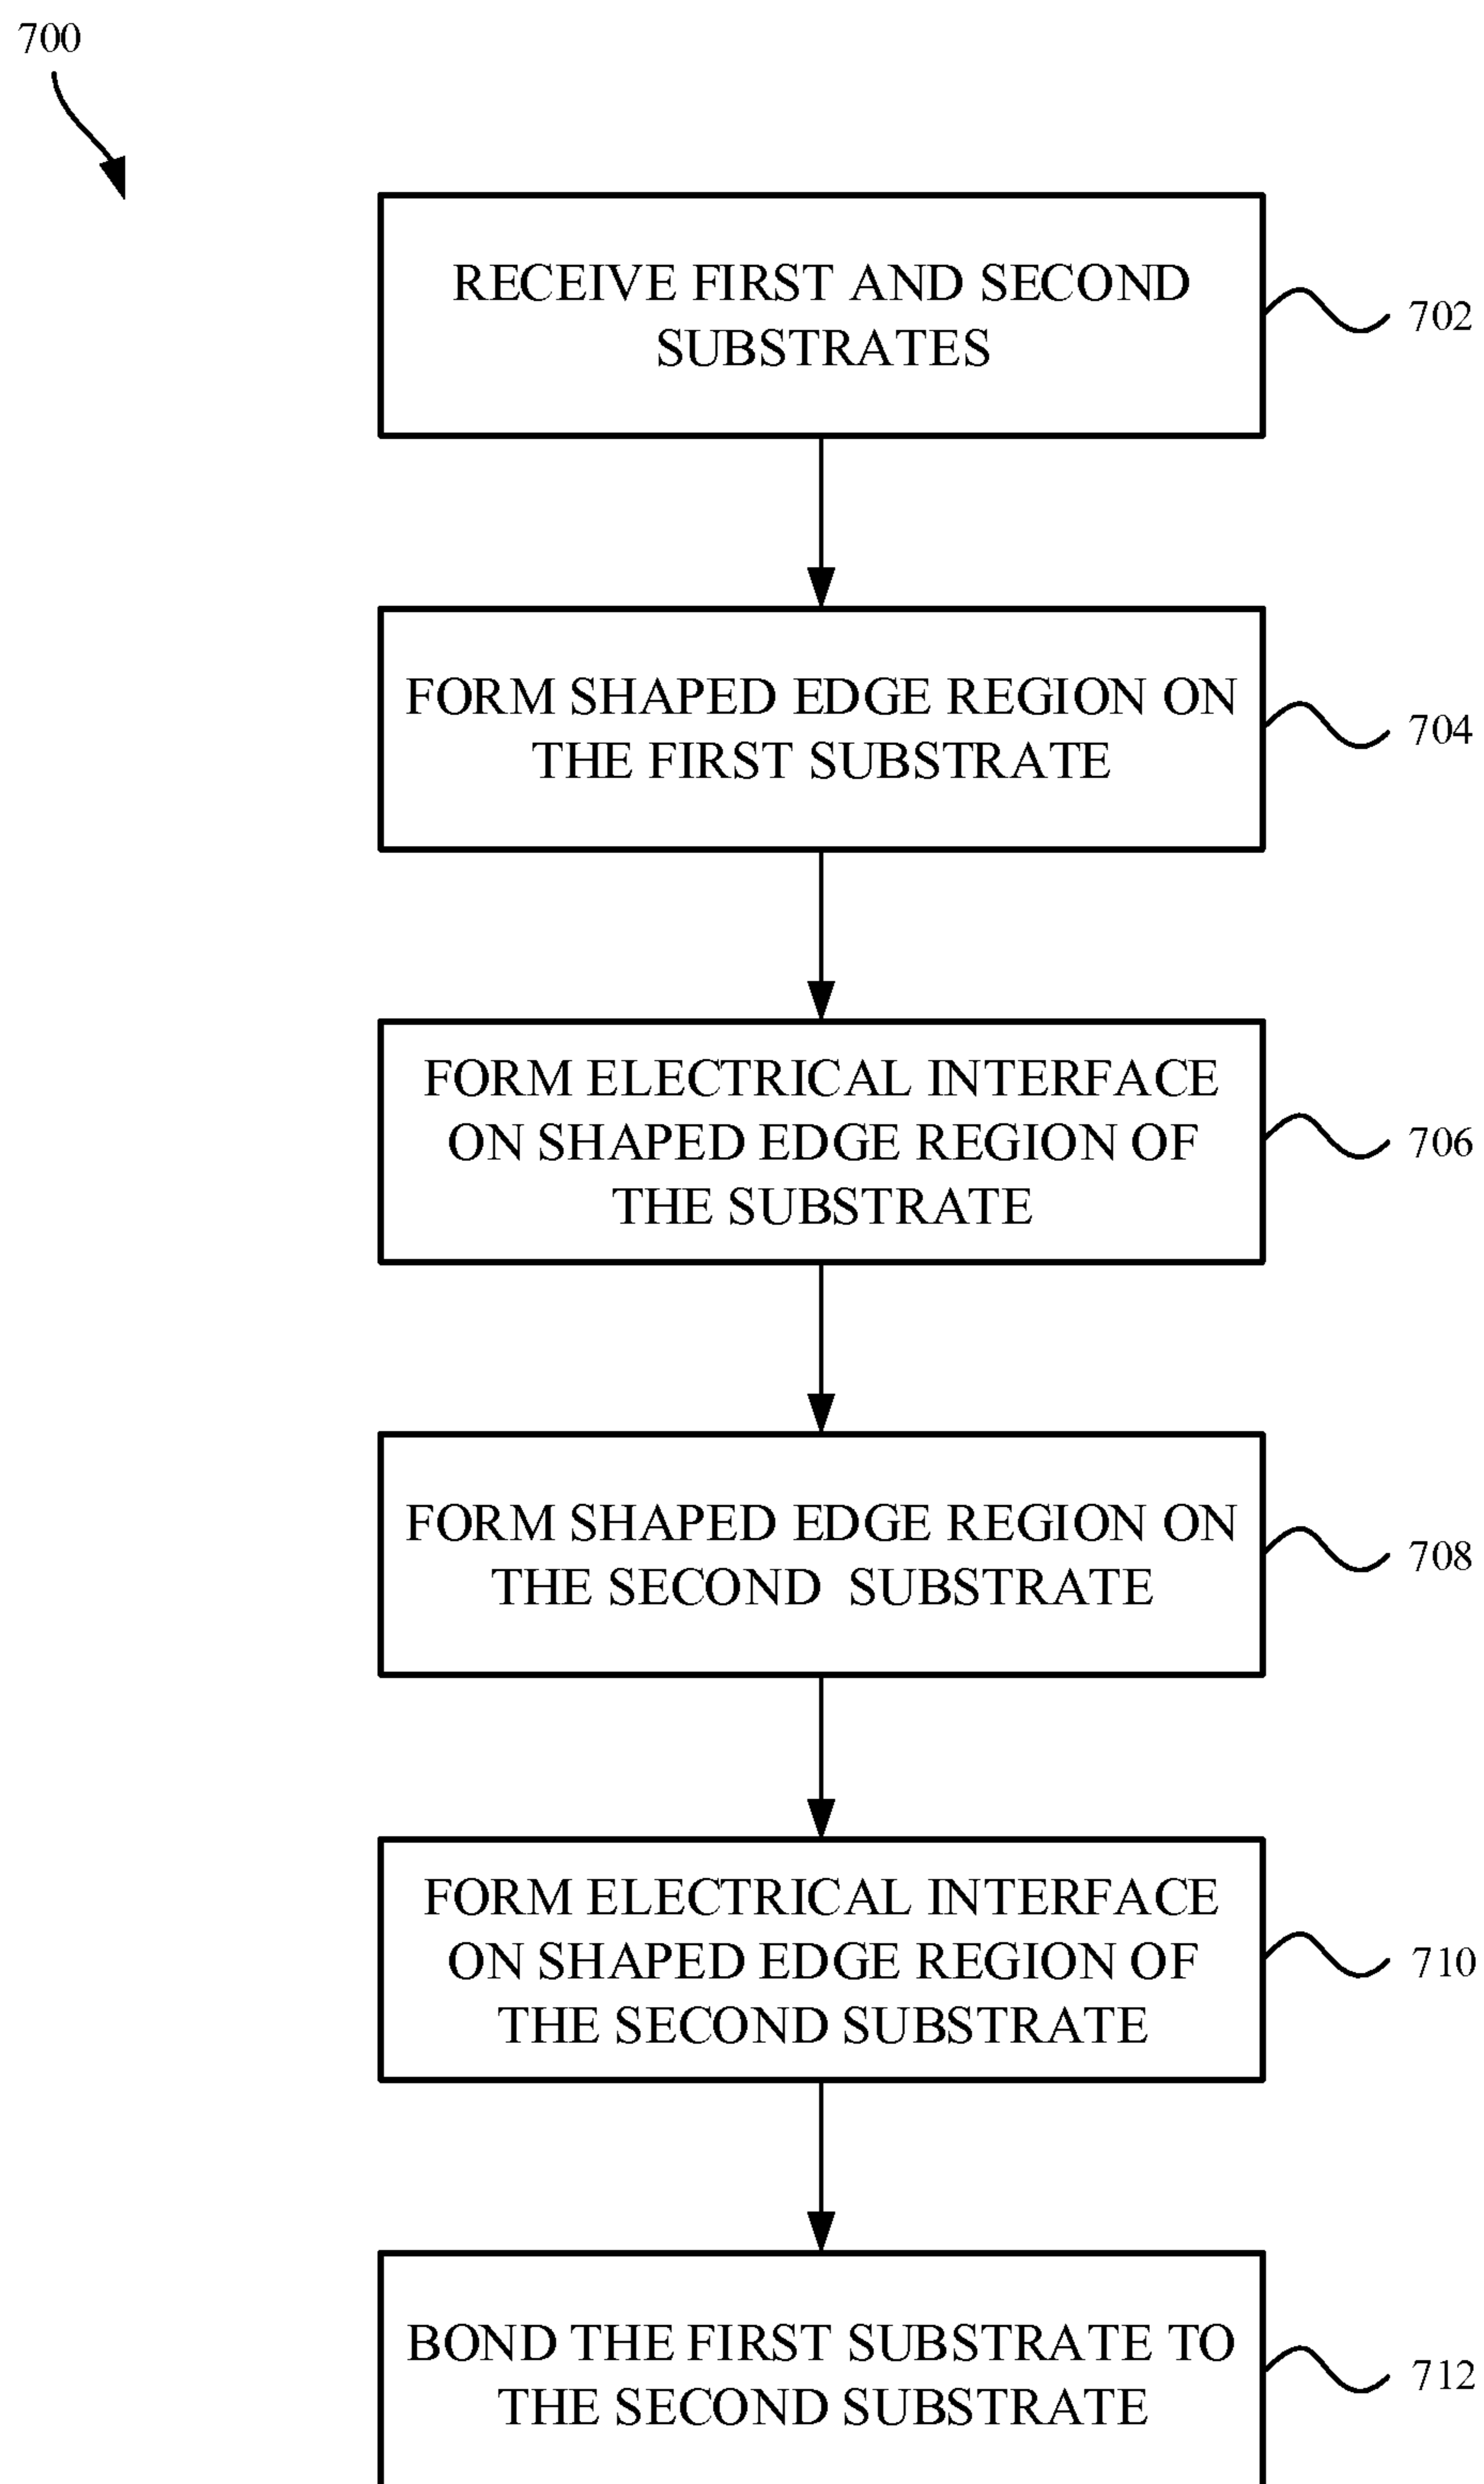 700
RECEIVE FIRST AND SECOND
SUBSTRATES
702
FORM SHAPED EDGE REGION ON
THE FIRST SUBSTRATE
704
FORM ELECTRICAL INTERFACE
ON SHAPED EDGE REGION OF
THE SUBSTRATE
706
FORM SHAPED EDGE REGION ON
THE SECOND SUBSTRATE
708
FORM ELECTRICAL INTERFACE
ON SHAPED EDGE REGION OF
THE SECOND SUBSTRATE
710
BOND THE FIRST SUBSTRATE TO
THE SECOND SUBSTRATE
712